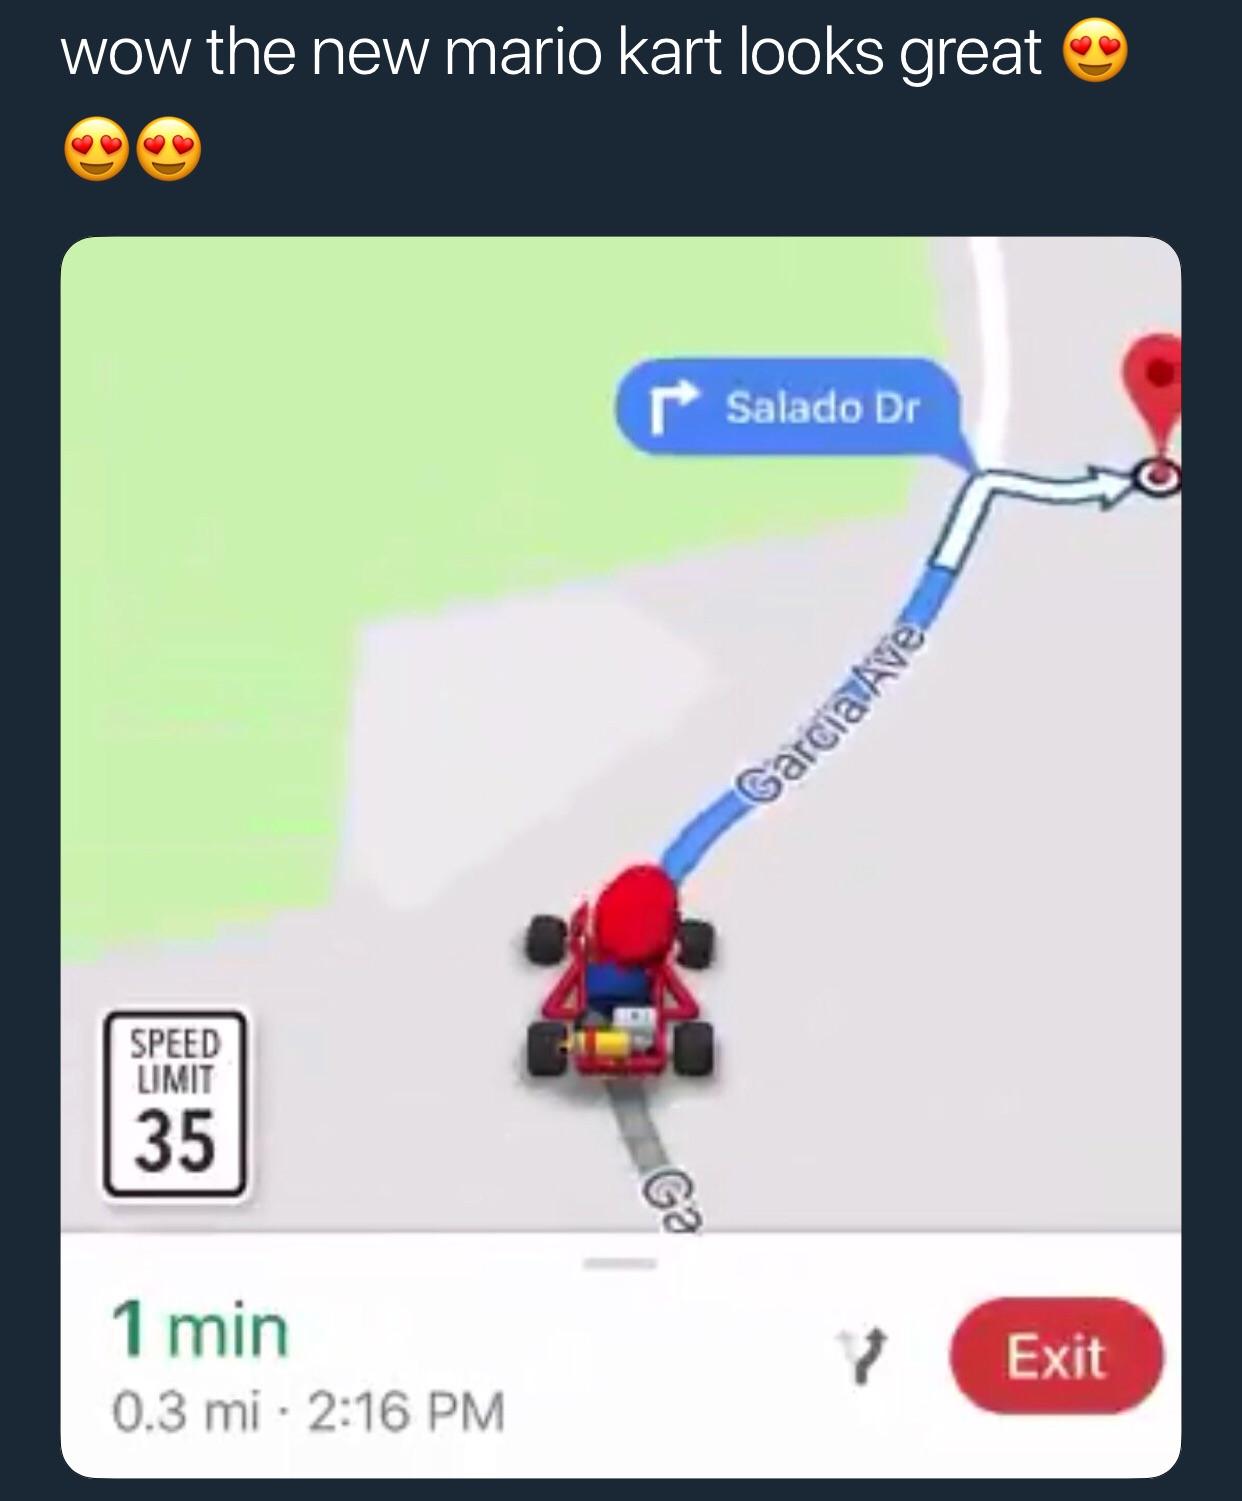 wow the new mario kart looks great 😍
😍😍
Salado Dr
Garcia Ave
SPEED
LIMIT
35
Ga
1 min
0.3 mi · 2:16 PM
Exit